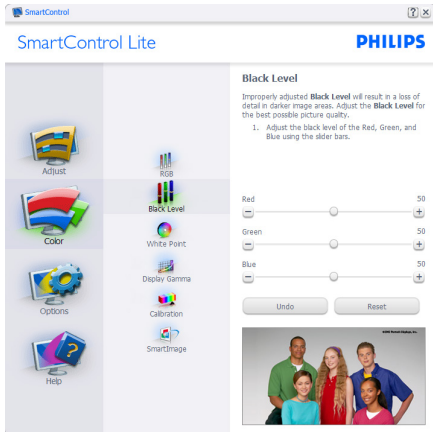 SmartControl
SmartControl Lite
PHILIPS
Adjust
Color
Options
Help
RGB
Black Level
White Point
Display Gamma
Calibration
SmartImage
Black Level
Improperly adjusted Black Level will result in a loss of
detail in darker image areas. Adjust the Black Level for
the best possible picture quality.
1. Adjust the black level of the Red, Green, and
Blue using the slider bars.
Red 50
Green 50
Blue 50
Undo Reset